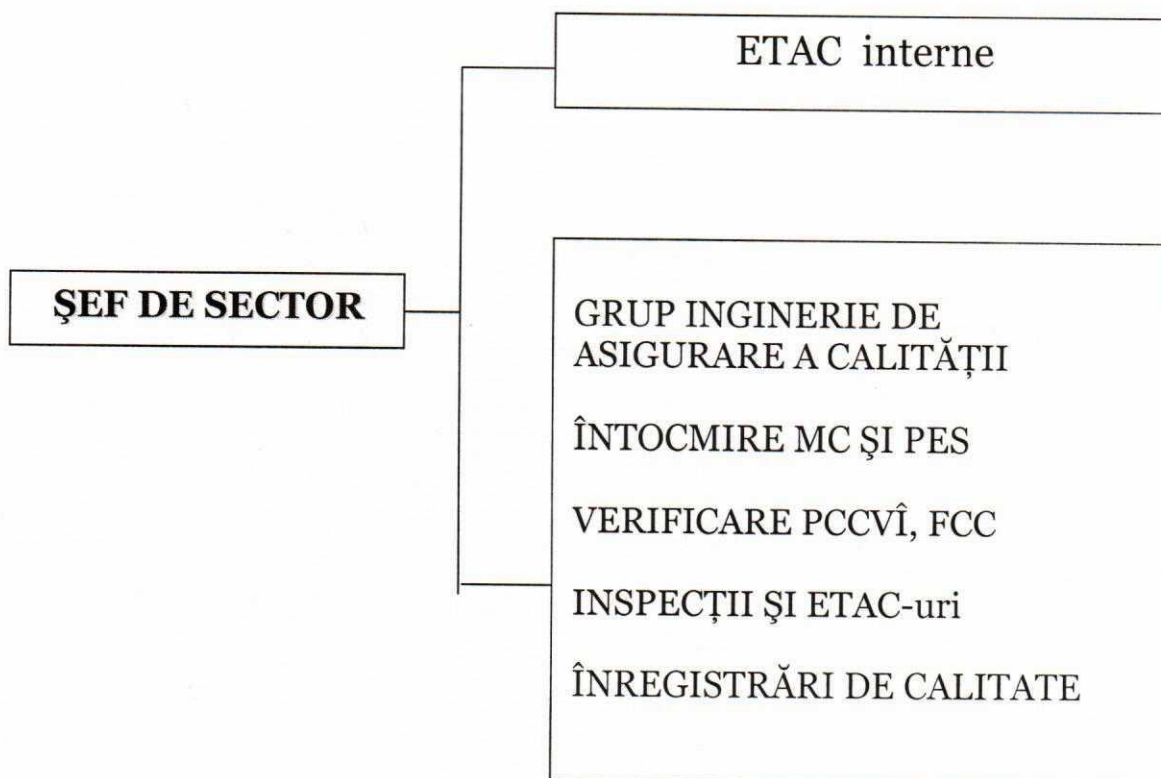 ETAC interne
ŞEF DE SECTOR
GRUP INGINERIE DE
ASIGURARE A CALITĂȚII
ÎNTOCMIRE MC ŞI PES
VERIFICARE PCCVÎ, FCC
INSPECȚII ŞI ETAC-uri
ÎNREGISTRĂRI DE CALITATE